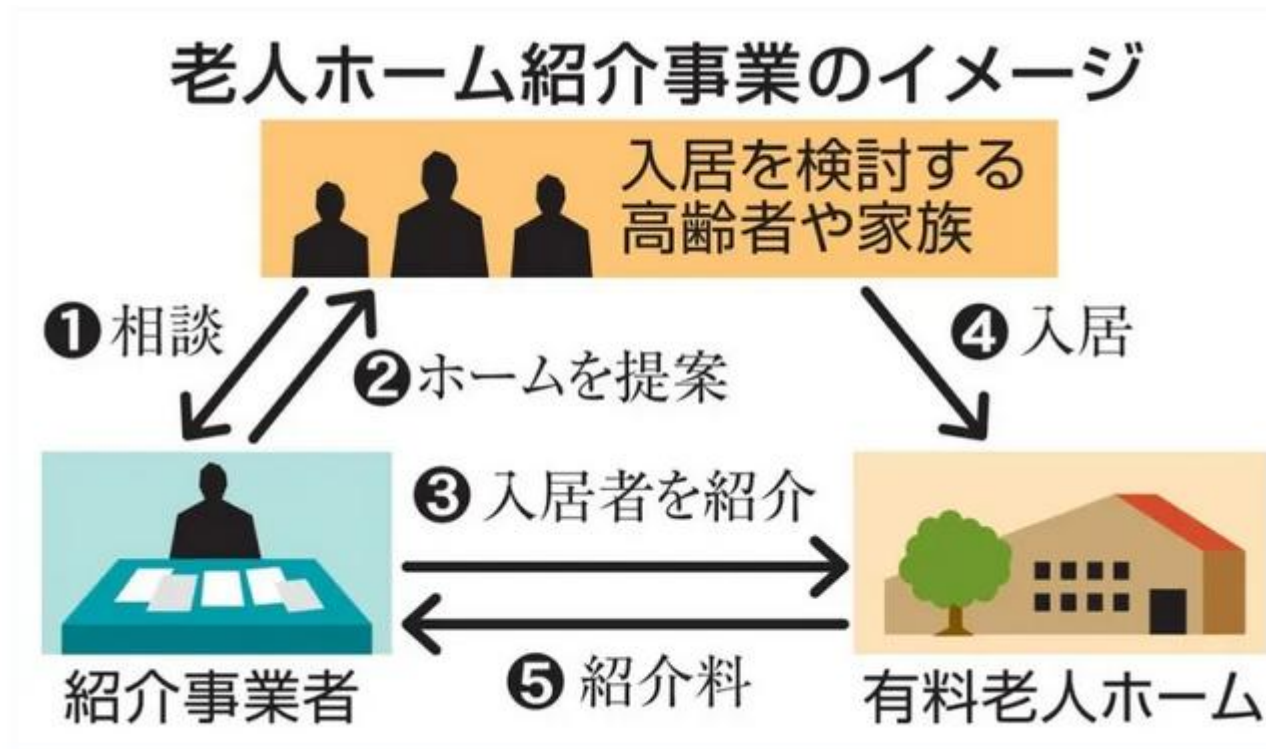 老人ホーム紹介事業のイメージ
入居を検討する
高齢者や家族
❶相談
❷ホームを提案
❹入居
❸入居者を紹介
❺紹介料
紹介事業者
有料老人ホーム